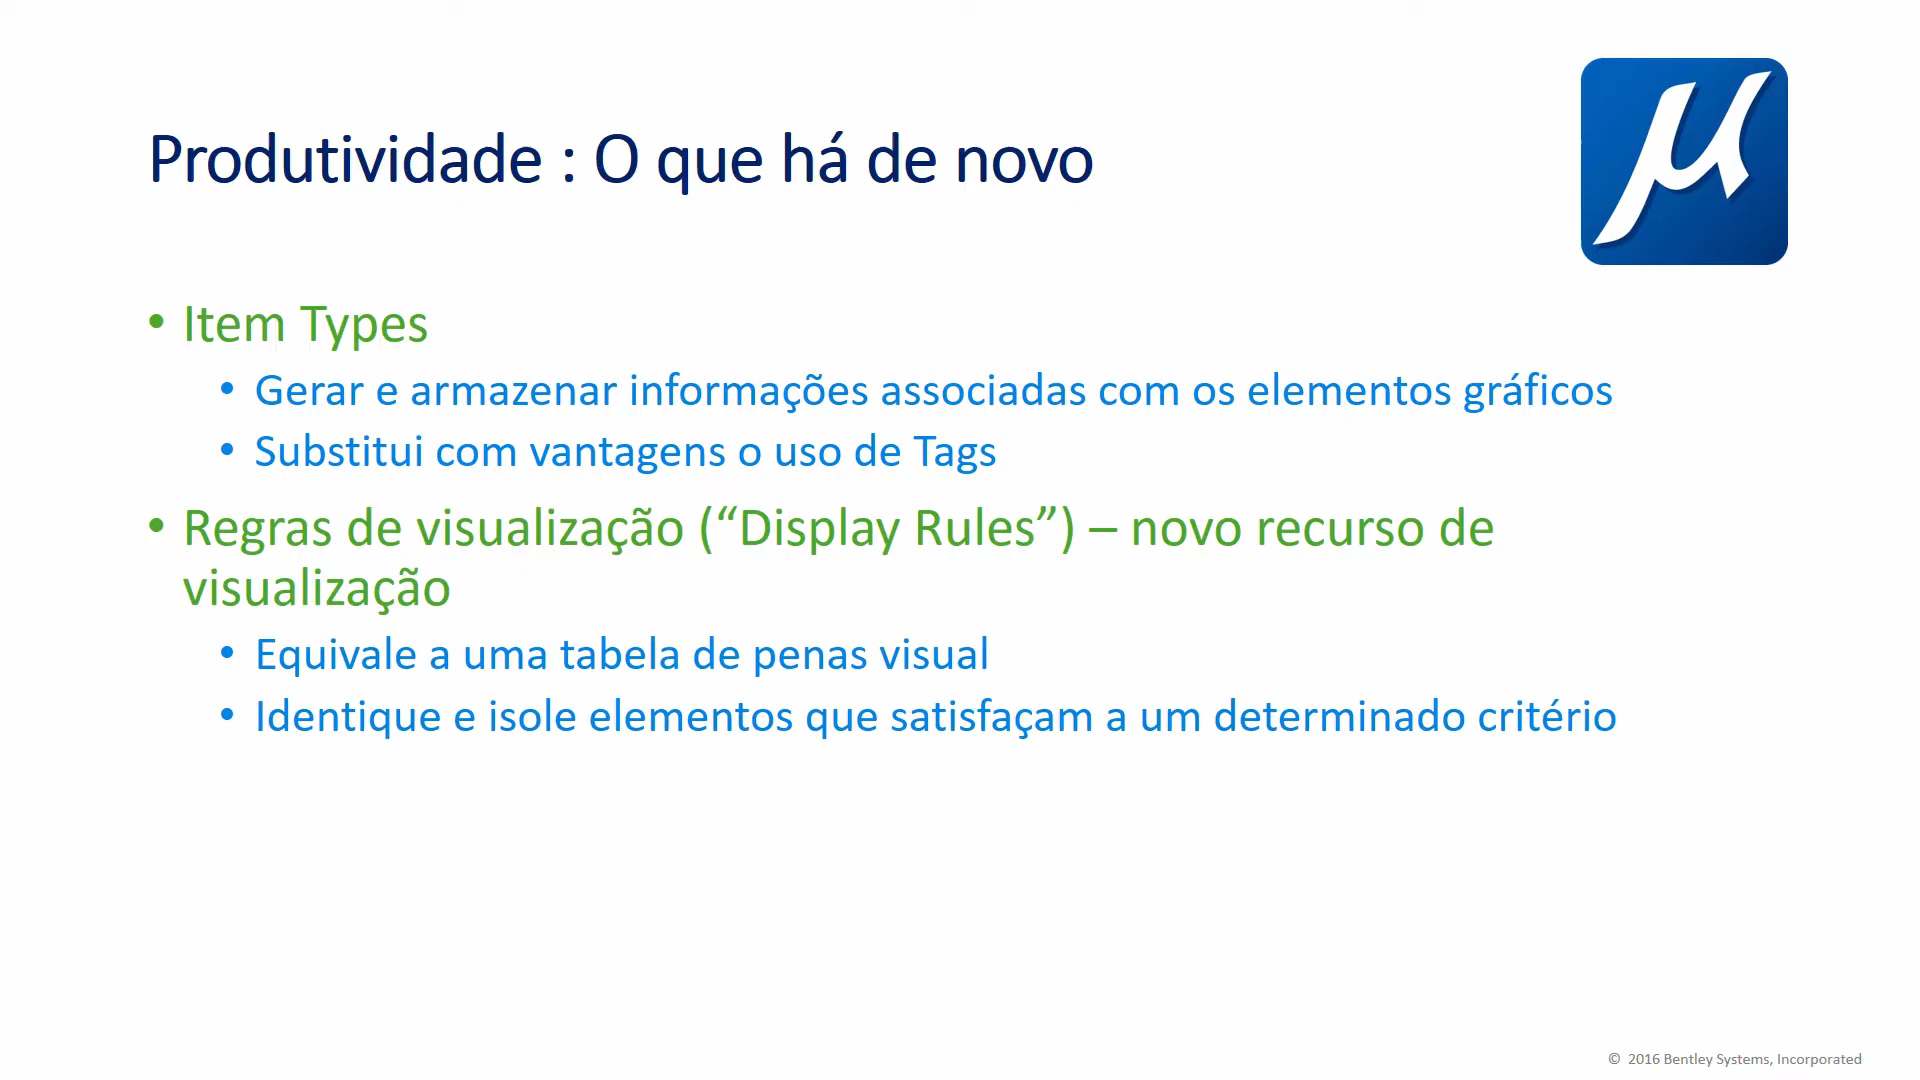 Produtividade : O que há de novo
• Item Types
• Gerar e armazenar informações associadas com os elementos gráficos
• Substitui com vantagens o uso de Tags
• Regras de visualização (“Display Rules”) – novo recurso de
visualização
• Equivale a uma tabela de penas visual
• Identique e isole elementos que satisfaçam a um determinado critério
© 2016 Bentley Systems, Incorporated